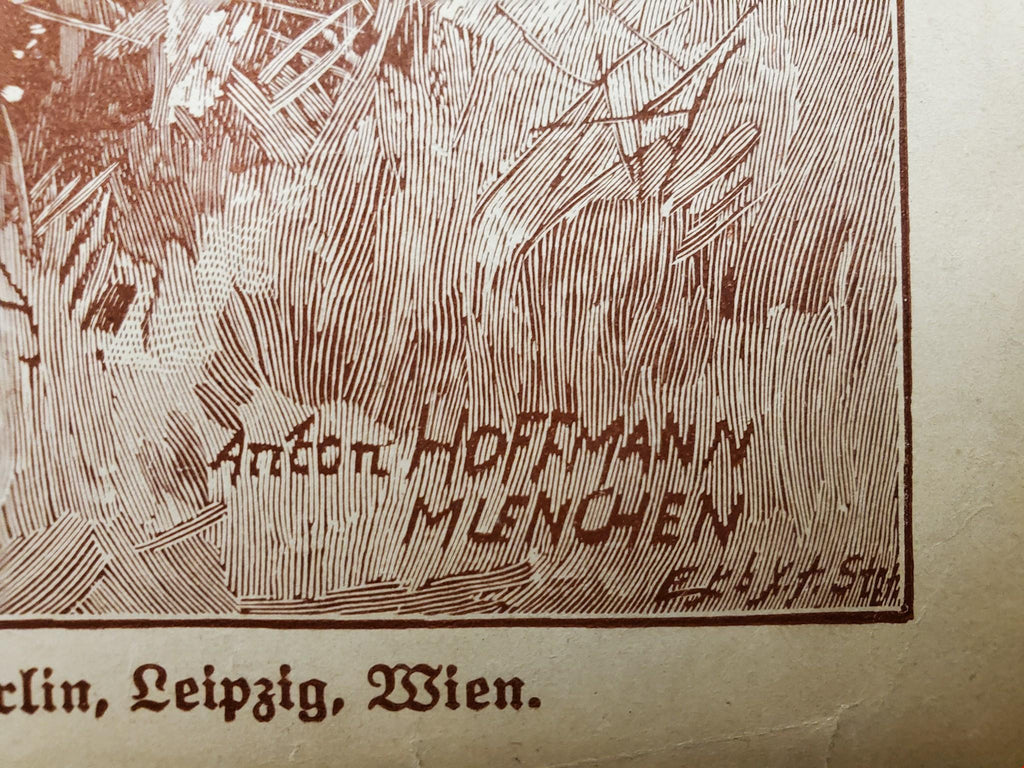 Anton HOFFMANN
MUENCHEN
rlin, Leipzig, Wien.